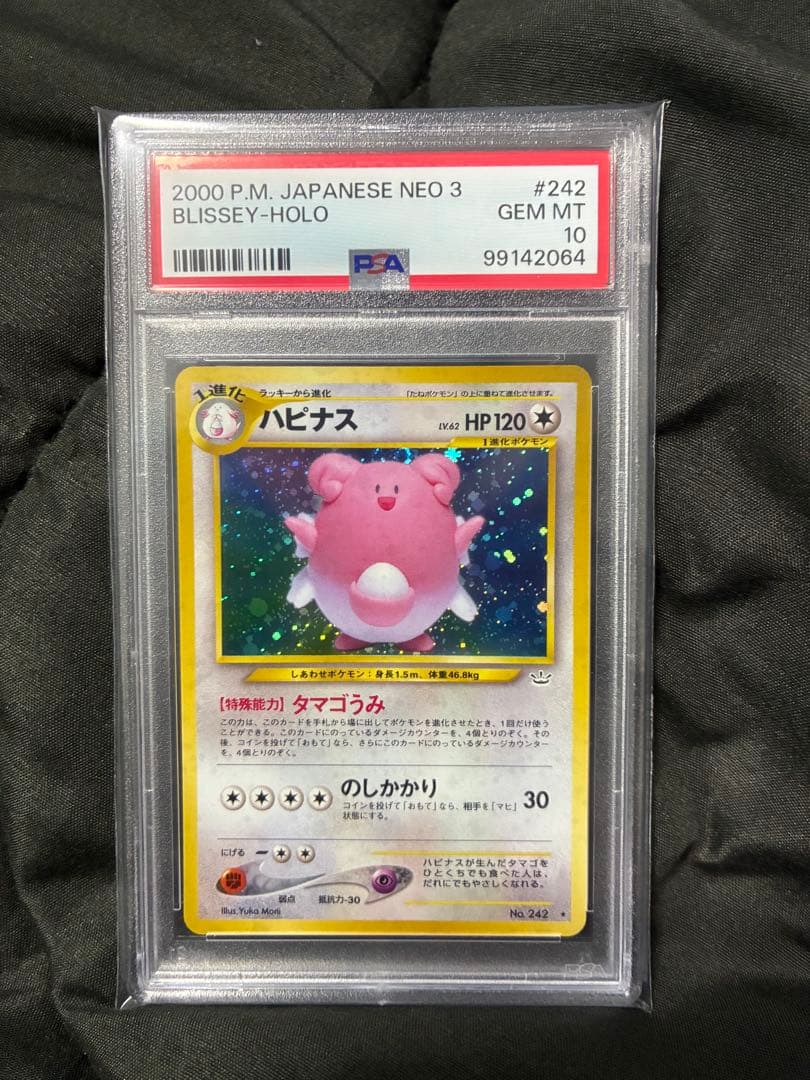 2000 P.M. JAPANESE NEO 3 #242
BLISSEY-HOLO GEM MT
10
99142064
PSA
1進化
ラッキーから進化
「たねポケモン」の上に重ねて進化させます。
ハピナス
LV.62 HP120
1進化ポケモン
しあわせポケモン：身長1.5m、体重46.8kg
【特殊能力】タマゴうみ
この力は、このカードを手札から場に出してポケモンを進化させたとき、1回だけ使う
ことができる。このカードにのっているダメージカウンターを、4個とりのぞく。その
後、コインを投げて「おもて」なら、さらにこのカードにのっているダメージカウンター
を、4個とりのぞく。
のしかかり 30
コインを投げて「おもて」なら、相手を「マヒ」
状態にする。
にげる
弱点 抵抗力-30
ハピナスが生んだタマゴを
ひとくちでも食べた人は、
だれにでもやさしくなれる。
Illus. Yuka Morii
No. 242 ★
PSA